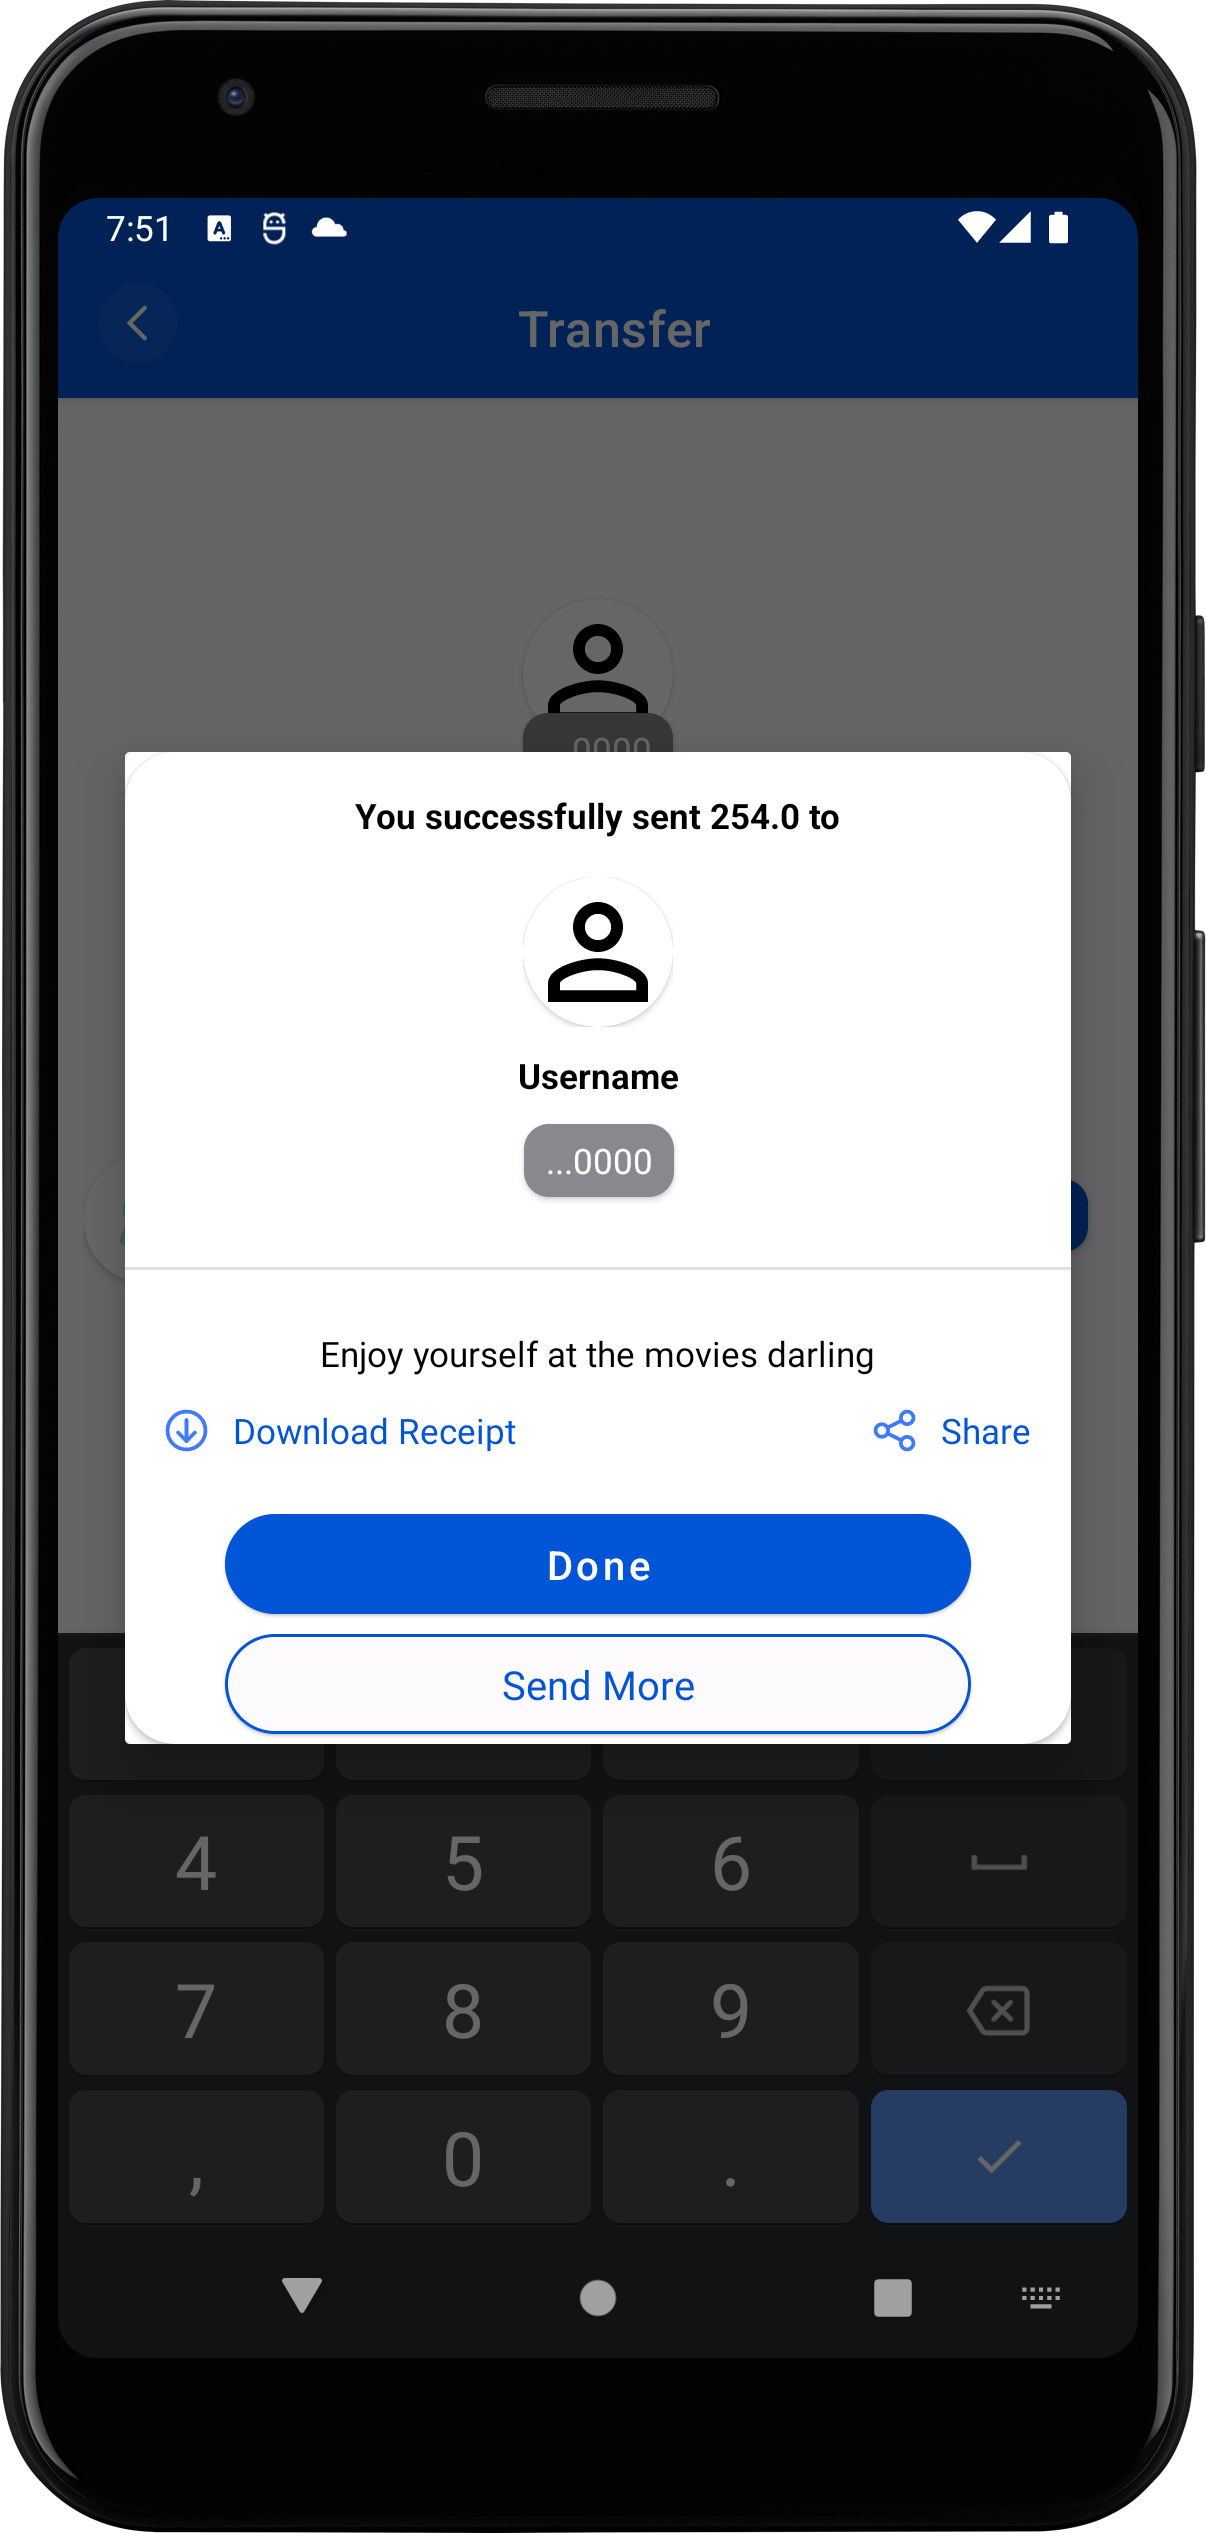 7:51
Transfer
0000
You successfully sent 254.0 to
Username
...0000
Enjoy yourself at the movies darling
Download Receipt
Share
Done
Send More
4 5 6
7 8 9
, 0 .